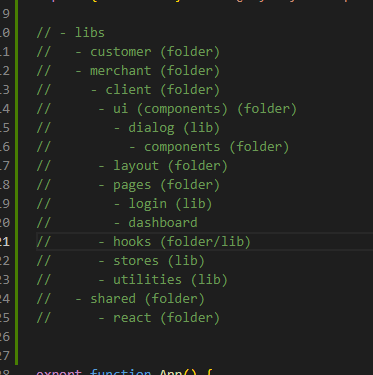 9
10 // - libs
11 //   - customer (folder)
12 //   - merchant (folder)
13 //     - client (folder)
14 //      - ui (components) (folder)
15 //        - dialog (lib)
16 //          - components (folder)
17 //      - layout (folder)
18 //      - pages (folder)
19 //        - login (lib)
20 //        - dashboard
21 //      - hooks (folder/lib)
22 //      - stores (lib)
23 //      - utilities (lib)
24 //   - shared (folder)
25 //      - react (folder)
26
27
28 export function App() {